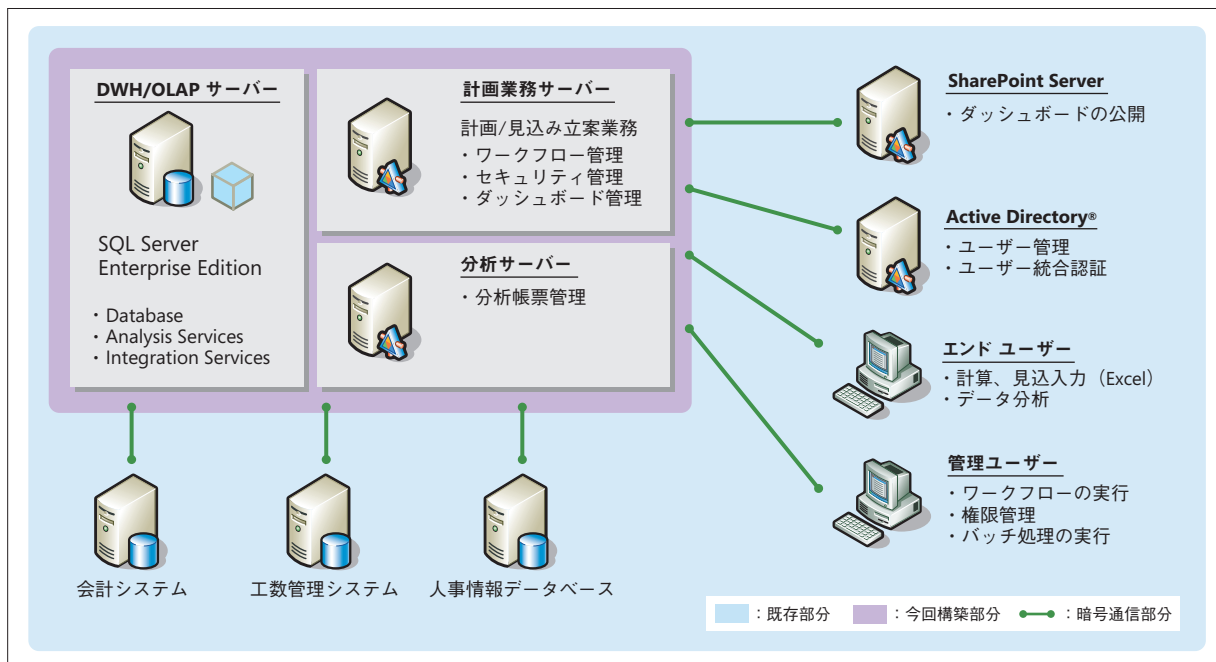 DWH/OLAP サーバー
SQL Server
Enterprise Edition
・Database
・Analysis Services
・Integration Services
計画業務サーバー
計画/見込み立案業務
・ワークフロー管理
・セキュリティ管理
・ダッシュボード管理
分析サーバー
・分析帳票管理
SharePoint Server
・ダッシュボードの公開
Active Directory®
・ユーザー管理
・ユーザー統合認証
エンド ユーザー
・計算、見込入力（Excel）
・データ分析
管理ユーザー
・ワークフローの実行
・権限管理
・バッチ処理の実行
会計システム
工数管理システム
人事情報データベース
：既存部分
：今回構築部分
：暗号通信部分